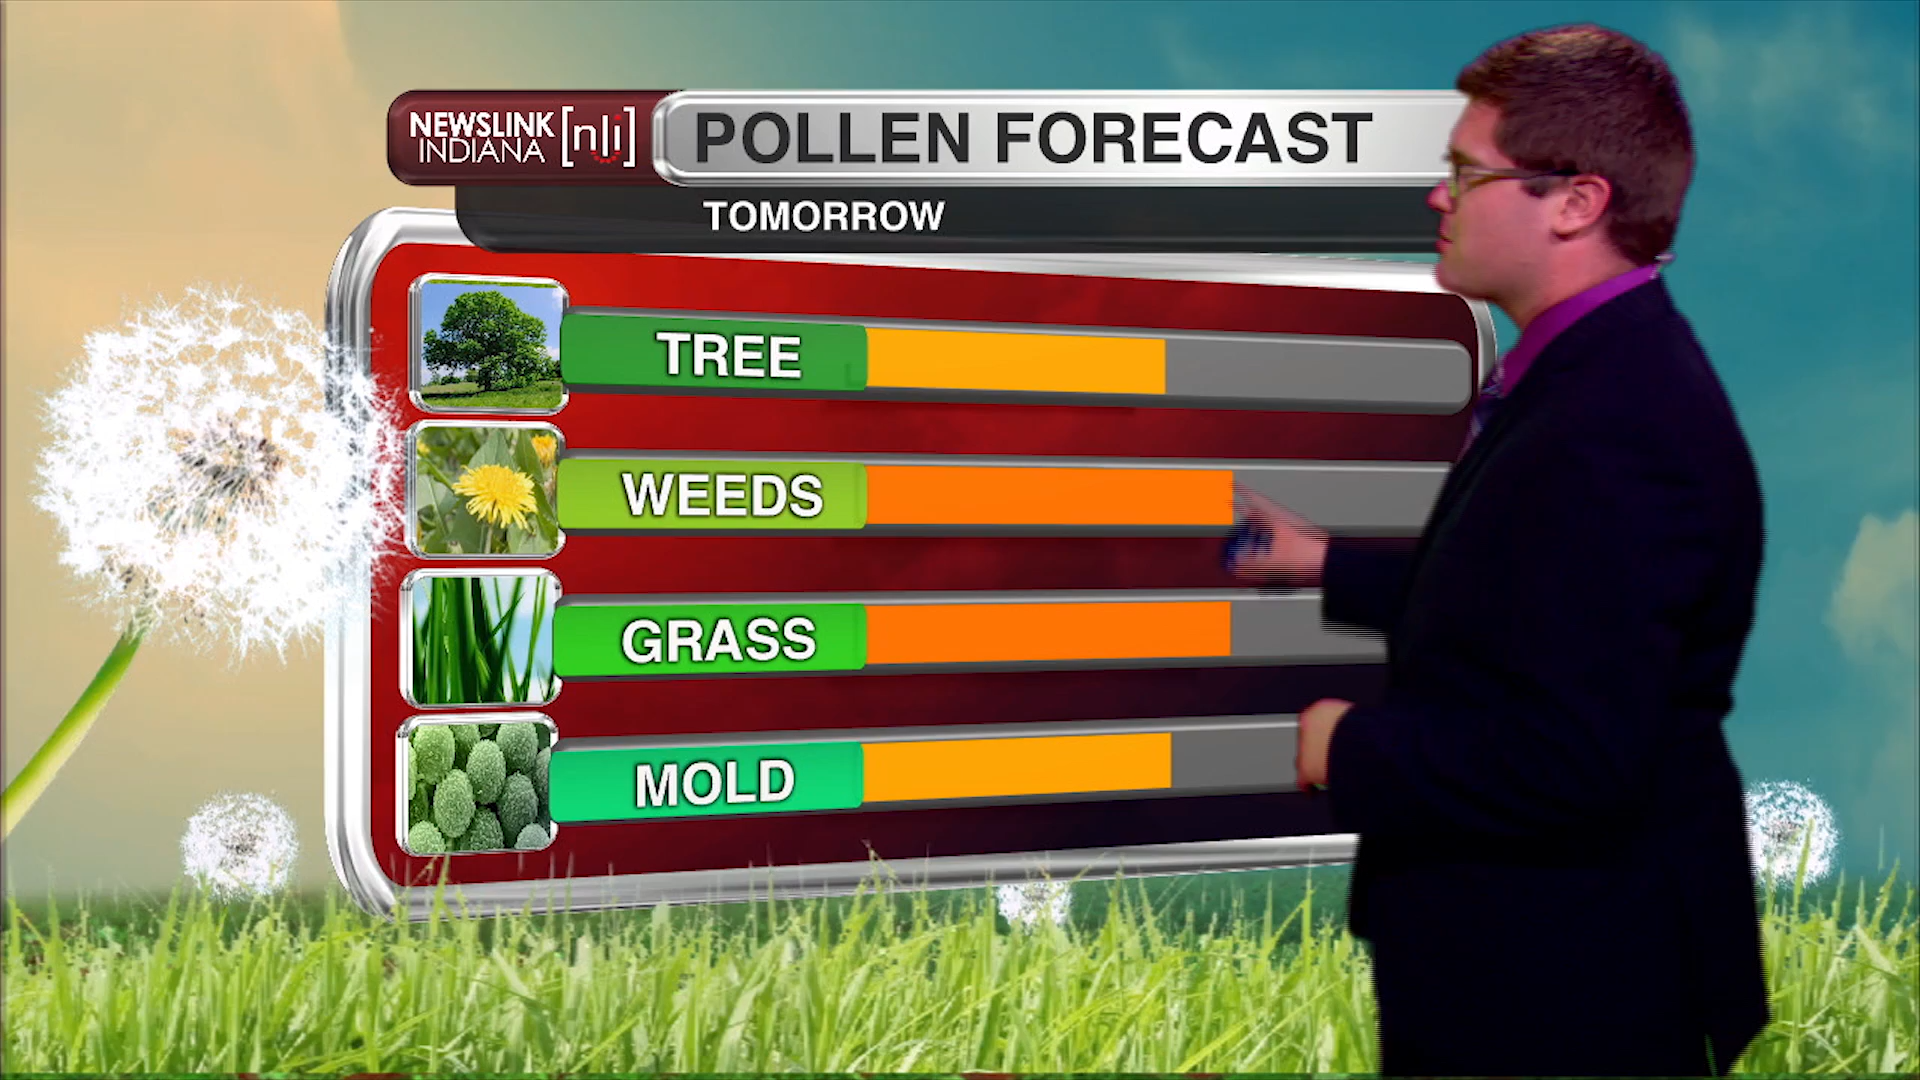 NEWSLINK
INDIANA
[nli]
POLLEN FORECAST
TOMORROW
TREE
WEEDS
GRASS
MOLD